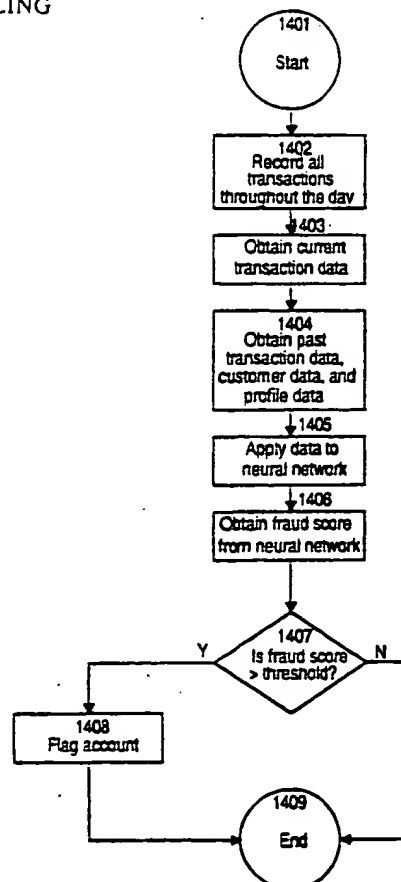 LING
1401
Start
1402
Record all
transactions
throughout the day
1403
Obtain current
transaction data
1404
Obtain past
transaction data,
customer data, and
profile data
1405
Apply data to
neural network
1406
Obtain fraud score
from neural network
1407
Is fraud score
> threshold?
Y
N
1408
Flag account
1409
End